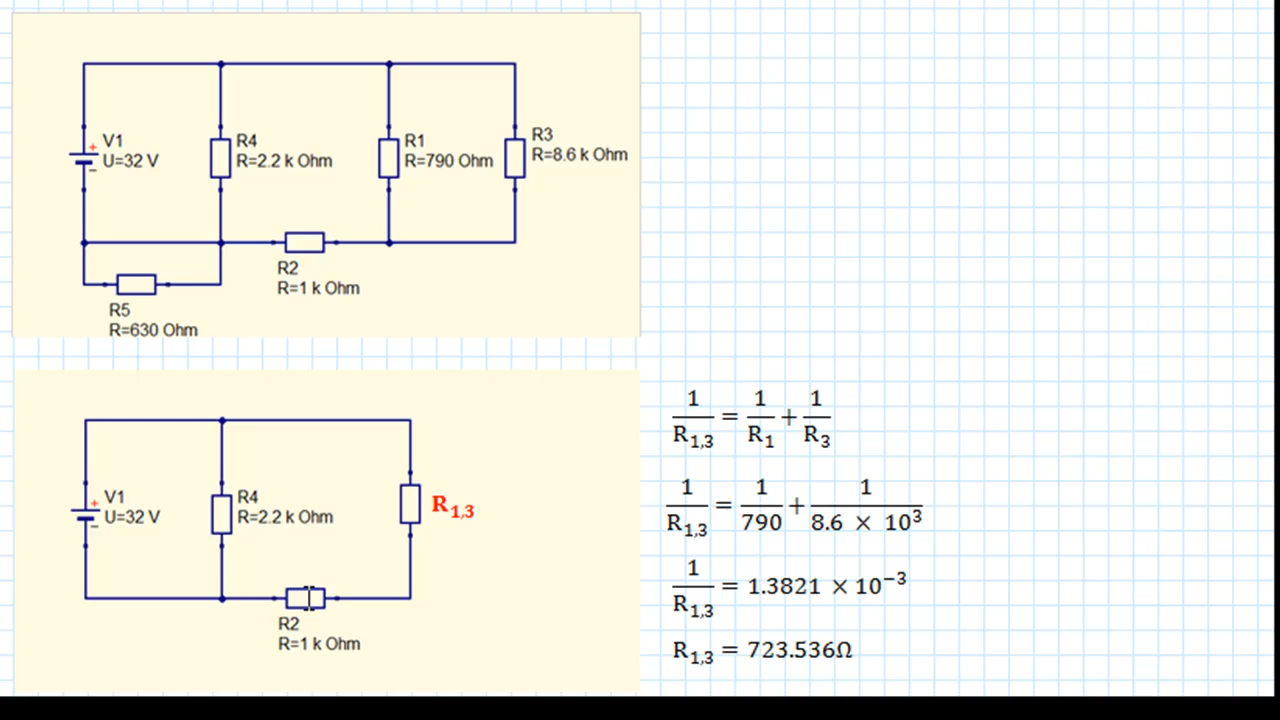 V1
U=32 V
R4
R=2.2 k Ohm
R1
R=790 Ohm
R3
R=8.6 k Ohm
R2
R=1 k Ohm
R5
R=630 Ohm
V1
U=32 V
R4
R=2.2 k Ohm
R1,3
R2
R=1 k Ohm
1/R1,3 = 1/R1 + 1/R3
1/R1,3 = 1/790 + 1/8.6 × 10³
1/R1,3 = 1.3821 × 10⁻³
R1,3 = 723.536Ω